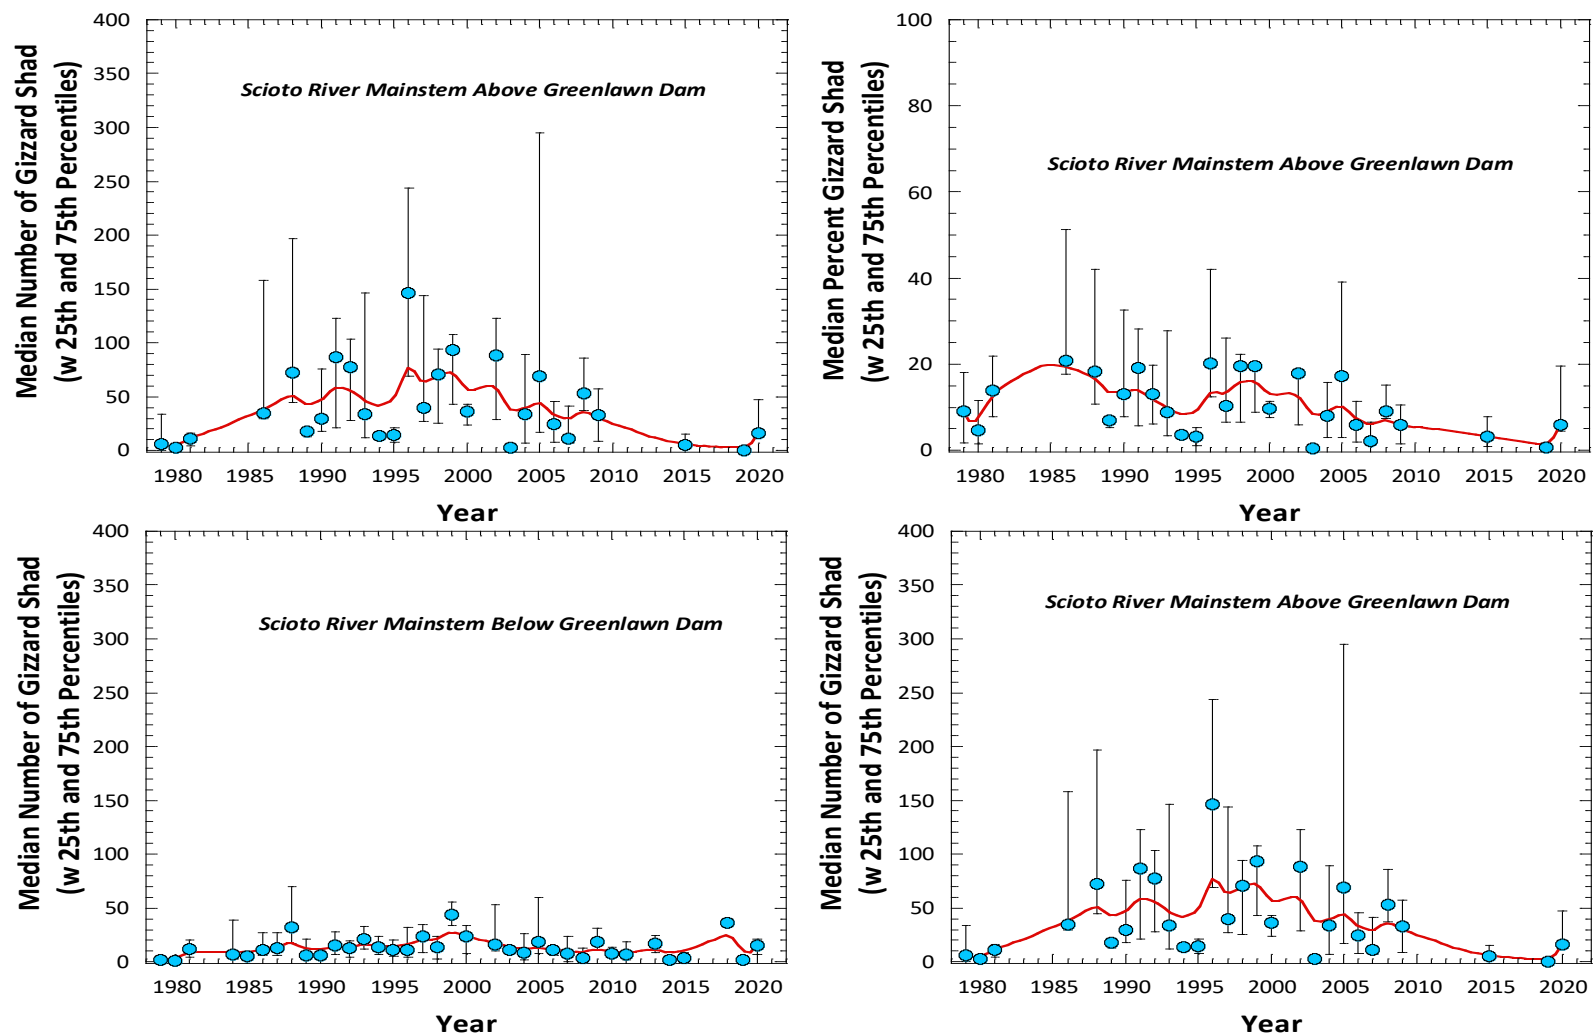 Median Number of Gizzard Shad
(w 25th and 75th Percentiles)
400
350
300
250
200
150
100
50
0
Scioto River Mainstem Above Greenlawn Dam
1980 1985 1990 1995 2000 2005 2010 2015 2020
Year
Median Percent Gizzard Shad
(w 25th and 75th Percentiles)
100
80
60
40
20
0
Scioto River Mainstem Above Greenlawn Dam
1980 1985 1990 1995 2000 2005 2010 2015 2020
Year
Median Number of Gizzard Shad
(w 25th and 75th Percentiles)
400
350
300
250
200
150
100
50
0
Scioto River Mainstem Below Greenlawn Dam
1980 1985 1990 1995 2000 2005 2010 2015 2020
Year
Median Number of Gizzard Shad
(w 25th and 75th Percentiles)
400
350
300
250
200
150
100
50
0
Scioto River Mainstem Above Greenlawn Dam
1980 1985 1990 1995 2000 2005 2010 2015 2020
Year